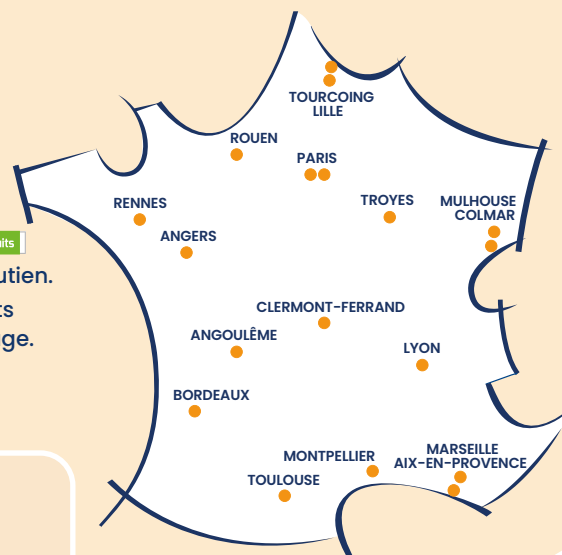 TOURCOING
LILLE
ROUEN
PARIS
RENNES
TROYES
MULHOUSE
COLMAR
ANGERS
utien.
ts
ge.
CLERMONT-FERRAND
ANGOULÊME
LYON
BORDEAUX
MONTPELLIER
MARSEILLE
AIX-EN-PROVENCE
TOULOUSE